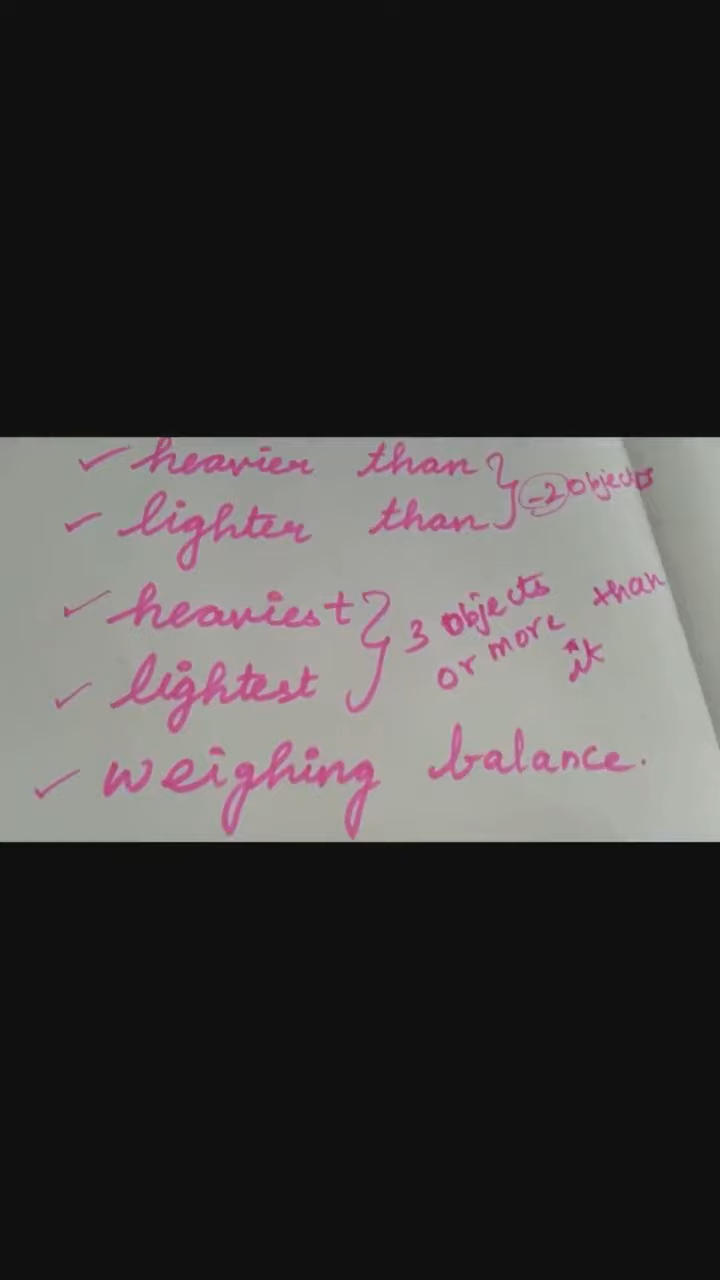 ✓ heavier than
✓ lighter than } -2 objects
✓ heaviest
✓ lightest } 3 objects
or more than
it
✓ weighing balance.